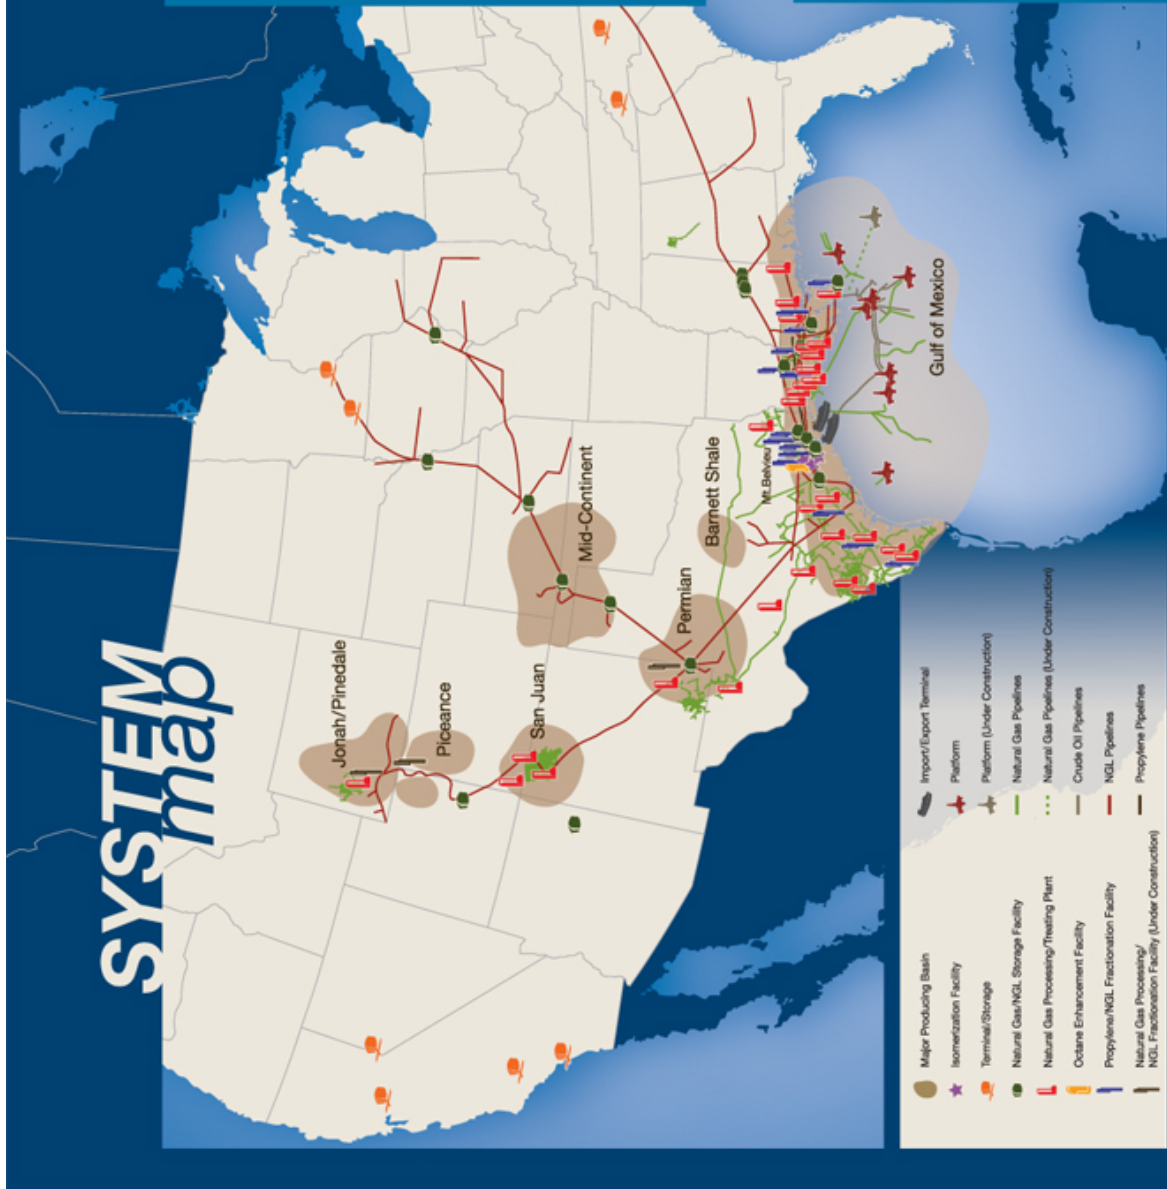 SYSTEM
map
Jonah/Pinedale
Piceance
San Juan
Mid-Continent
Permian
Barnett Shale
Mt.Belvieu
Gulf of Mexico
Major Producing Basin
Isomerization Facility
Terminal/Storage
Natural Gas/NGL Storage Facility
Natural Gas Processing/Treating Plant
Octane Enhancement Facility
Propylene/NGL Fractionation Facility
Natural Gas Processing/
NGL Fractionation Facility (Under Construction)
Import/Export Terminal
Platform
Platform (Under Construction)
Natural Gas Pipelines
Natural Gas Pipelines (Under Construction)
Crude Oil Pipelines
NGL Pipelines
Propylene Pipelines